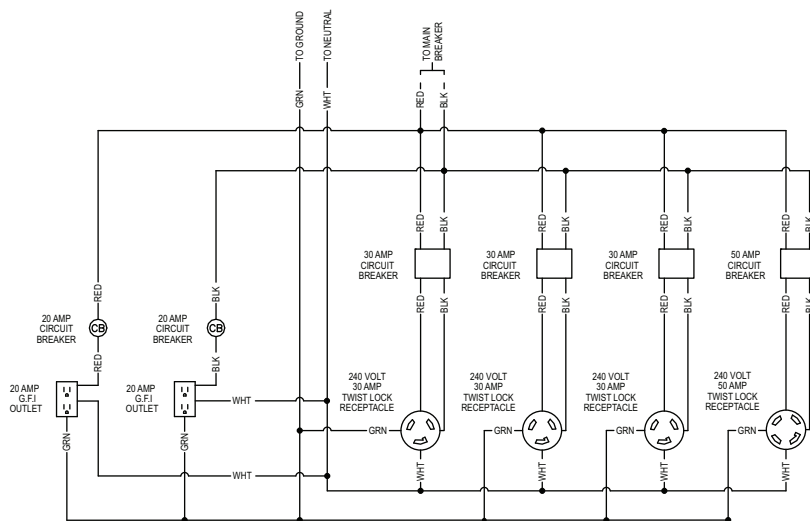 TO GROUND
TO NEUTRAL
TO MAIN
BREAKER
GRN
WHT
RED
BLK
RED
BLK
RED
BLK
RED
BLK
RED
BLK
30 AMP
CIRCUIT
BREAKER
30 AMP
CIRCUIT
BREAKER
30 AMP
CIRCUIT
BREAKER
50 AMP
CIRCUIT
BREAKER
RED
BLK
RED
BLK
RED
BLK
RED
BLK
RED
BLK
20 AMP
CIRCUIT
BREAKER
CB
20 AMP
CIRCUIT
BREAKER
CB
RED
BLK
20 AMP
G.F.I
OUTLET
20 AMP
G.F.I
OUTLET
WHT
240 VOLT
30 AMP
TWIST LOCK
RECEPTACLE
240 VOLT
30 AMP
TWIST LOCK
RECEPTACLE
240 VOLT
30 AMP
TWIST LOCK
RECEPTACLE
240 VOLT
50 AMP
TWIST LOCK
RECEPTACLE
GRN
GRN
GRN
GRN
GRN
GRN
WHT
WHT
WHT
WHT
WHT